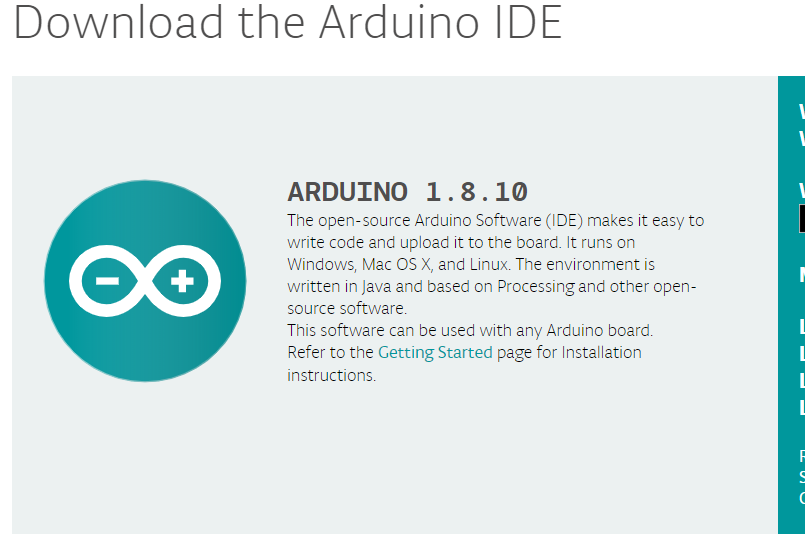 Download the Arduino IDE
ARDUINO 1.8.10
The open-source Arduino Software (IDE) makes it easy to
write code and upload it to the board. It runs on
Windows, Mac OS X, and Linux. The environment is
written in Java and based on Processing and other open-
source software.
This software can be used with any Arduino board.
Refer to the Getting Started page for Installation
instructions.